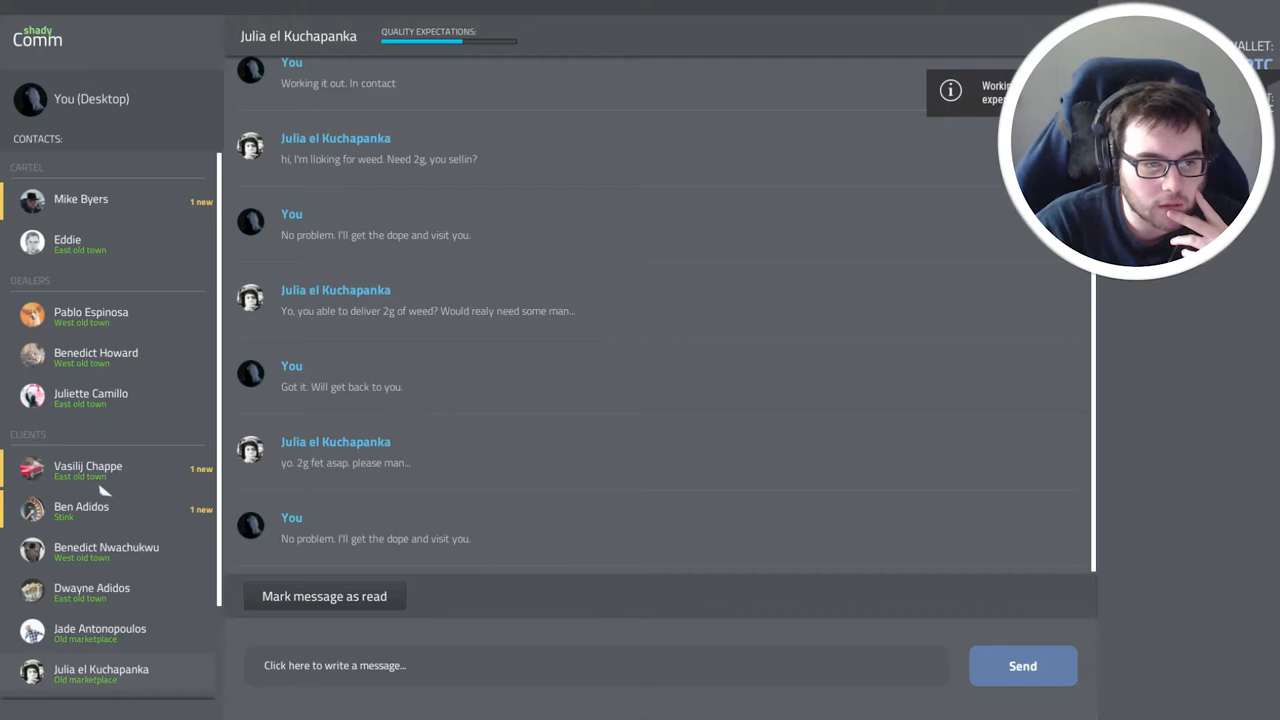 shady
Comm
You (Desktop)
CONTACTS:
CARTEL
Mike Byers
1 new
Eddie
East old town
DEALERS
Pablo Espinosa
West old town
Benedict Howard
West old town
Juliette Camillo
East old town
CLIENTS
Vasilij Chappe
East old town
1 new
Ben Adidos
Stink
1 new
Benedict Nwachukwu
West old town
Dwayne Adidos
East old town
Jade Antonopoulos
Old marketplace
Julia el Kuchapanka
Old marketplace
Julia el Kuchapanka
QUALITY EXPECTATIONS:
You
Working it out. In contact
Julia el Kuchapanka
hi, I'm lloking for weed. Need 2g, you sellin?
You
No problem. I'll get the dope and visit you.
Julia el Kuchapanka
Yo, you able to deliver 2g of weed? Would realy need some man...
You
Got it. Will get back to you.
Julia el Kuchapanka
yo. 2g fet asap. please man...
You
No problem. I'll get the dope and visit you.
Mark message as read
Click here to write a message...
Send